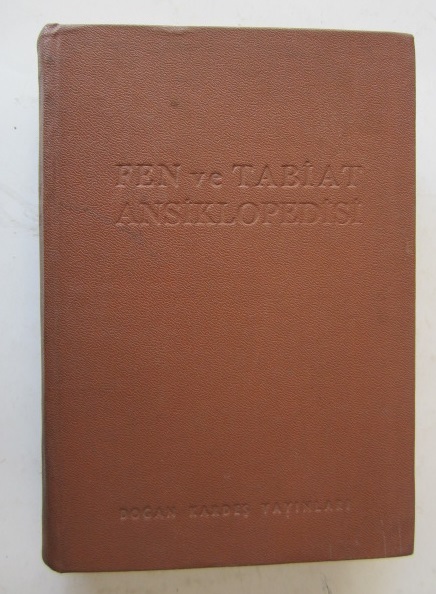 FEN ve TABİAT
ANSİKLOPEDİSİ
DOĞAN KARDEŞ YAYINLARI